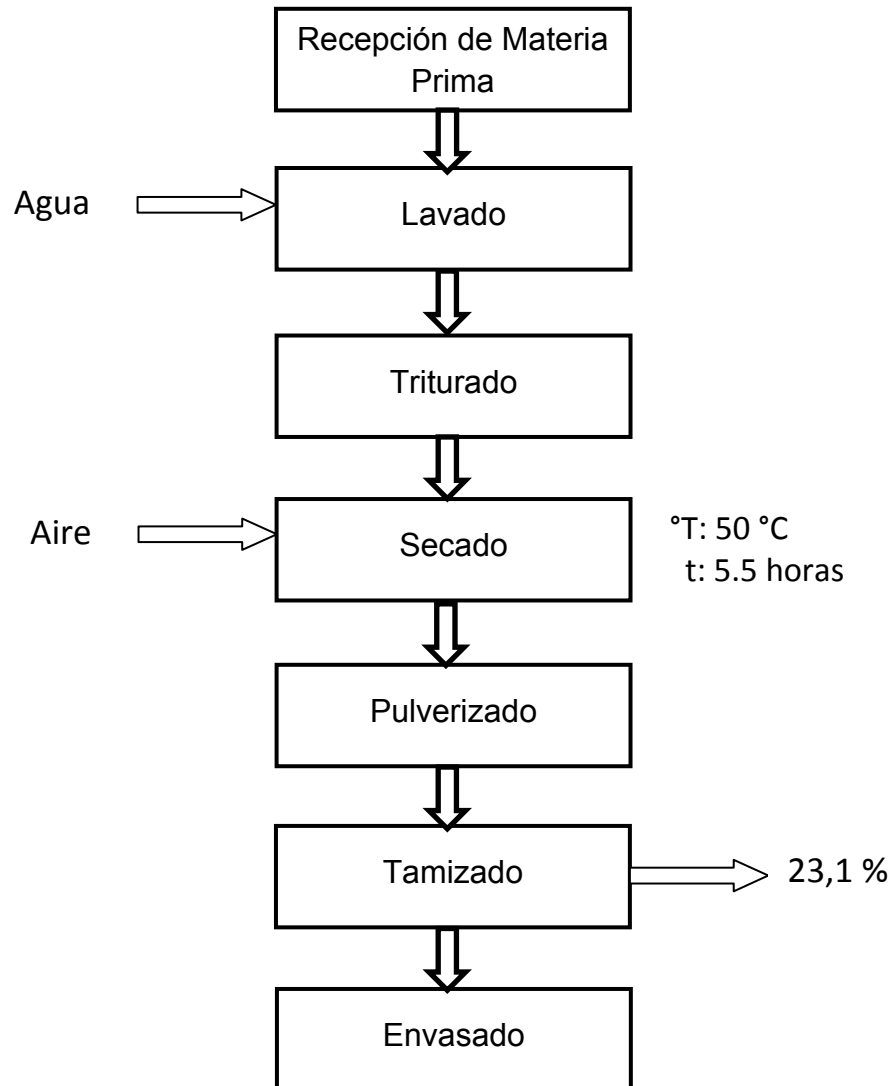 Recepción de Materia
Prima
Agua
Lavado
Triturado
Aire
Secado
°T: 50 °C
t: 5.5 horas
Pulverizado
Tamizado
23,1 %
Envasado